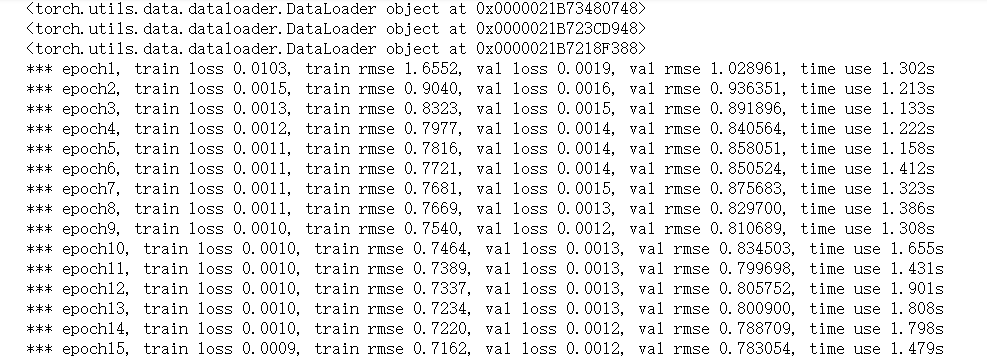 <torch.utils.data.dataloader.DataLoader object at 0x0000021B73480748>
<torch.utils.data.dataloader.DataLoader object at 0x0000021B723CD948>
<torch.utils.data.dataloader.DataLoader object at 0x0000021B7218F388>
*** epoch1, train loss 0.0103, train rmse 1.6552, val loss 0.0019, val rmse 1.028961, time use 1.302s
*** epoch2, train loss 0.0015, train rmse 0.9040, val loss 0.0016, val rmse 0.936351, time use 1.213s
*** epoch3, train loss 0.0013, train rmse 0.8323, val loss 0.0015, val rmse 0.891896, time use 1.133s
*** epoch4, train loss 0.0012, train rmse 0.7977, val loss 0.0014, val rmse 0.840564, time use 1.222s
*** epoch5, train loss 0.0011, train rmse 0.7816, val loss 0.0014, val rmse 0.858051, time use 1.158s
*** epoch6, train loss 0.0011, train rmse 0.7721, val loss 0.0014, val rmse 0.850524, time use 1.412s
*** epoch7, train loss 0.0011, train rmse 0.7681, val loss 0.0015, val rmse 0.875683, time use 1.323s
*** epoch8, train loss 0.0011, train rmse 0.7669, val loss 0.0013, val rmse 0.829700, time use 1.386s
*** epoch9, train loss 0.0010, train rmse 0.7540, val loss 0.0012, val rmse 0.810689, time use 1.308s
*** epoch10, train loss 0.0010, train rmse 0.7464, val loss 0.0013, val rmse 0.834503, time use 1.655s
*** epoch11, train loss 0.0010, train rmse 0.7389, val loss 0.0013, val rmse 0.799698, time use 1.431s
*** epoch12, train loss 0.0010, train rmse 0.7337, val loss 0.0013, val rmse 0.805752, time use 1.901s
*** epoch13, train loss 0.0010, train rmse 0.7234, val loss 0.0013, val rmse 0.800900, time use 1.808s
*** epoch14, train loss 0.0010, train rmse 0.7220, val loss 0.0012, val rmse 0.788709, time use 1.798s
*** epoch15, train loss 0.0009, train rmse 0.7162, val loss 0.0012, val rmse 0.783054, time use 1.479s